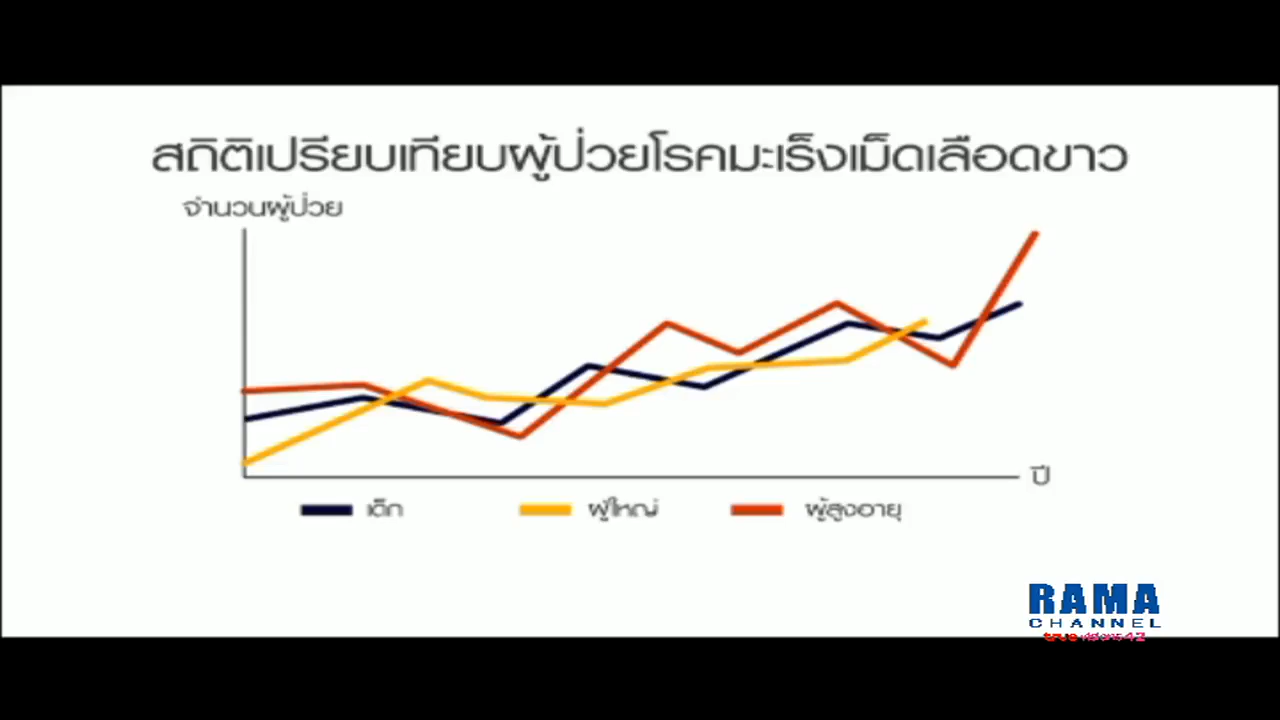 สถิติเปรียบเทียบผู้ป่วยโรคมะเร็งเม็ดเลือดขาว
จำนวนผู้ป่วย
ปี
เด็ก ผู้ใหญ่ ผู้สูงอายุ
RAMA
CHANNEL
true visions 42